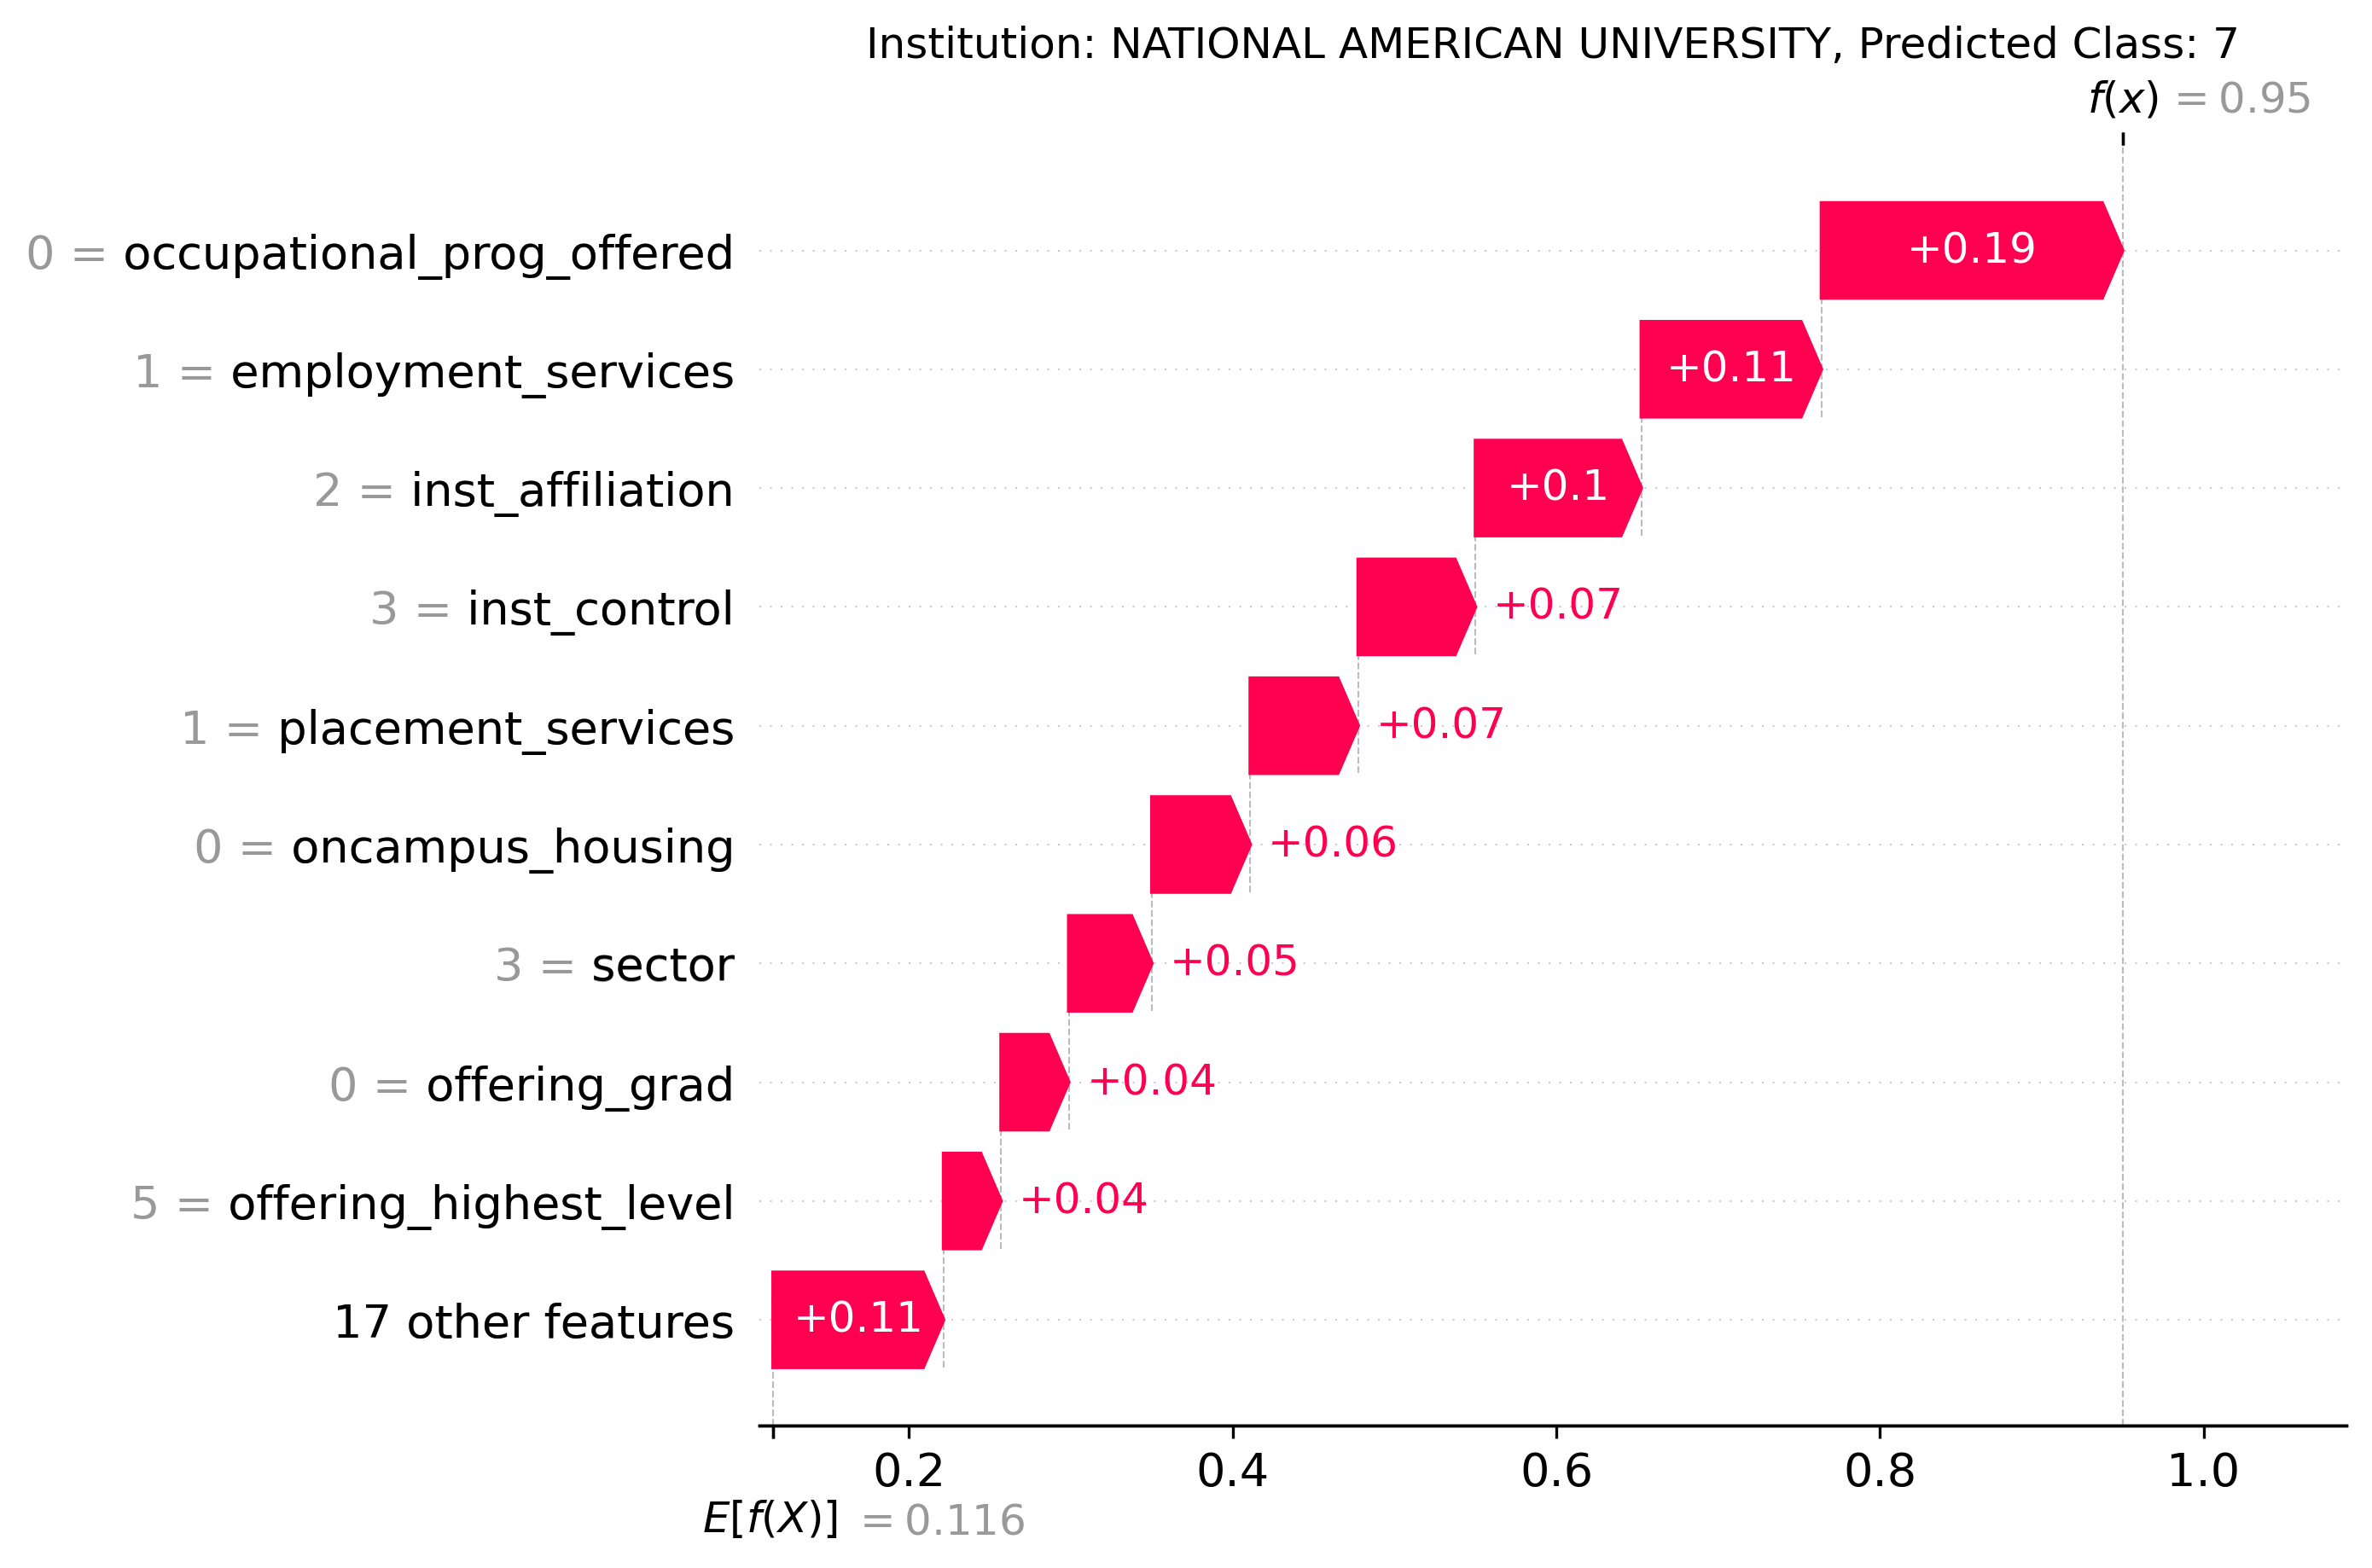 Institution: NATIONAL AMERICAN UNIVERSITY, Predicted Class: 7
f(x) = 0.95
0 = occupational_prog_offered +0.19
1 = employment_services +0.11
2 = inst_affiliation +0.1
3 = inst_control +0.07
1 = placement_services +0.07
0 = oncampus_housing +0.06
3 = sector +0.05
0 = offering_grad +0.04
5 = offering_highest_level +0.04
17 other features +0.11
0.2 0.4 0.6 0.8 1.0
E[f(X)] = 0.116